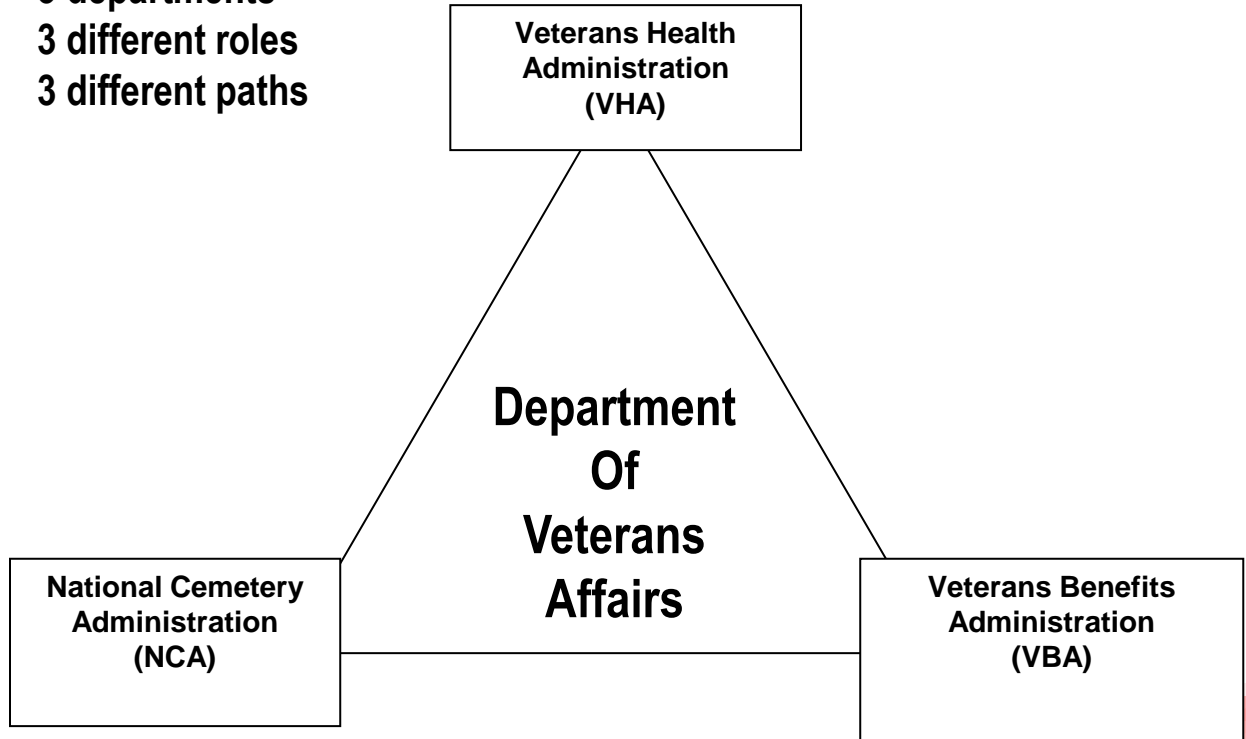 departments
3 different roles
3 different paths
Veterans Health
Administration
(VHA)
Department
Of
Veterans
Affairs
National Cemetery
Administration
(NCA)
Veterans Benefits
Administration
(VBA)